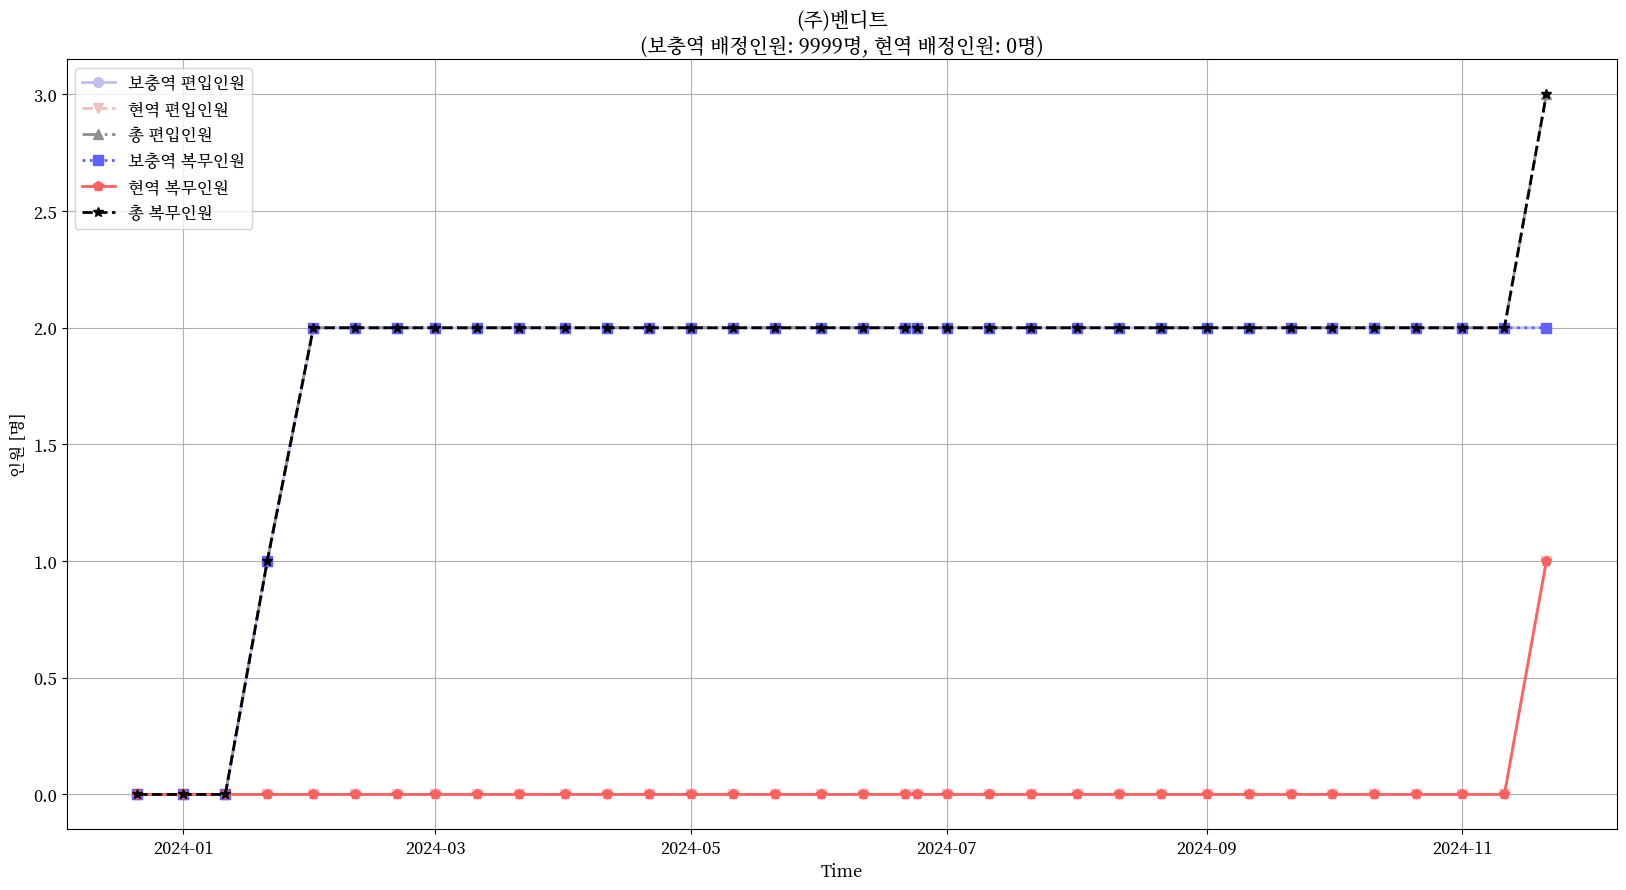 (주)벤디트
(보충역 배정인원: 9999명, 현역 배정인원: 0명)
보충역 편입인원
현역 편입인원
총 편입인원
보충역 복무인원
현역 복무인원
총 복무인원
3.0
2.5
2.0
1.5
1.0
0.5
0.0
인원 [명]
2024-01
2024-03
2024-05
2024-07
2024-09
2024-11
Time